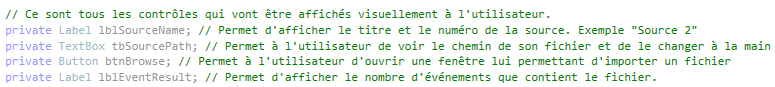 // Ce sont tous les contrôles qui vont être affichés visuellement à l'utilisateur.
private Label lblSourceName; // Permet d'afficher le titre et le numéro de la source. Exemple "Source 2"
private TextBox tbSourcePath; // Permet à l'utilisateur de voir le chemin de son fichier et de le changer à la main
private Button btnBrowse; // Permet à l'utilisateur d'ouvrir une fenêtre lui permettant d'importer un fichier
private Label lblEventResult; // Permet d'afficher le nombre d'événements que contient le fichier.